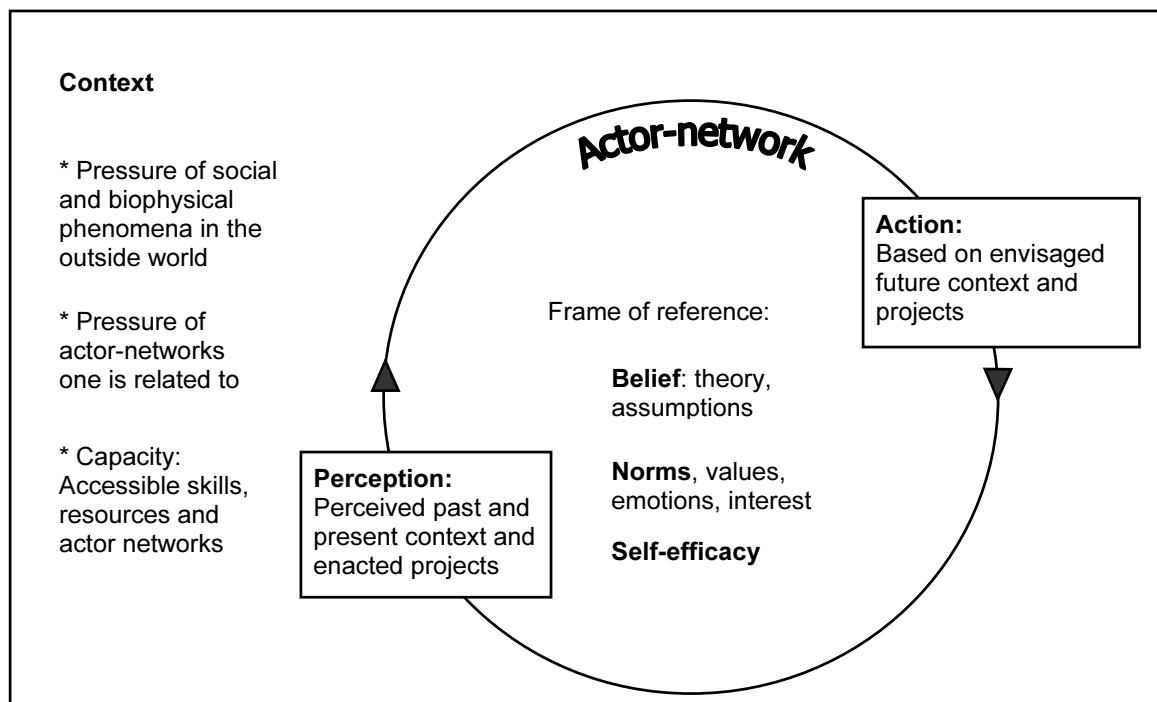 Context
* Pressure of social
and biophysical
phenomena in the
outside world
* Pressure of
actor-networks
one is related to
* Capacity:
Accessible skills,
resources and
actor networks
Actor-network
Action:
Based on envisaged
future context and
projects
Frame of reference:
Belief: theory,
assumptions
Norms, values,
emotions, interest
Self-efficacy
Perception:
Perceived past and
present context and
enacted projects